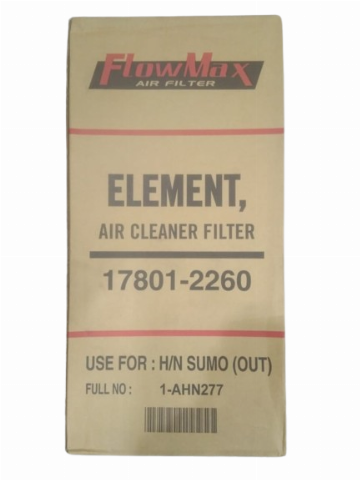 FlowMax
AIR FILTER
ELEMENT,
AIR CLEANER FILTER
17801-2260
USE FOR : H/N SUMO (OUT)
FULL NO : 1-AHN277